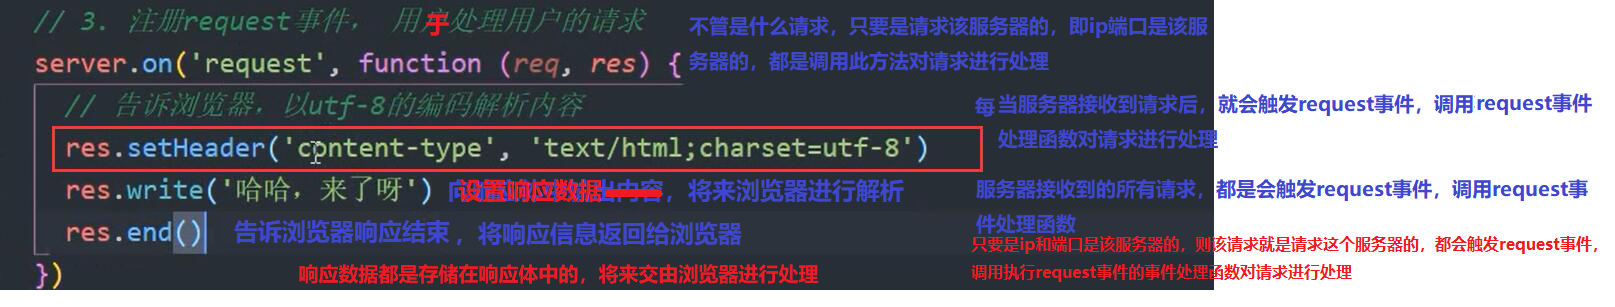 // 3. 注册request事件， 用于处理用户的请求
不管是什么请求，只要是请求该服务器的，即ip端口是该服
务器的，都是调用此方法对请求进行处理
server.on('request', function (req, res) {
// 告诉浏览器，以utf-8的编码解析内容
每当服务器接收到请求后，就会触发request事件，调用request事件
处理函数对请求进行处理
res.setHeader('content-type', 'text/html;charset=utf-8')
res.write('哈哈，来了呀') 设置响应数据 内容，将来浏览器进行解析
服务器接收到的所有请求，都是会触发request事件，调用request事
件处理函数
res.end() 告诉浏览器响应结束，将响应信息返回给浏览器
只要是ip和端口是该服务器的，则该请求就是请求这个服务器的，都会触发request事件，
调用执行request事件的事件处理函数对请求进行处理
})
响应数据都是存储在响应体中的，将来交由浏览器进行处理